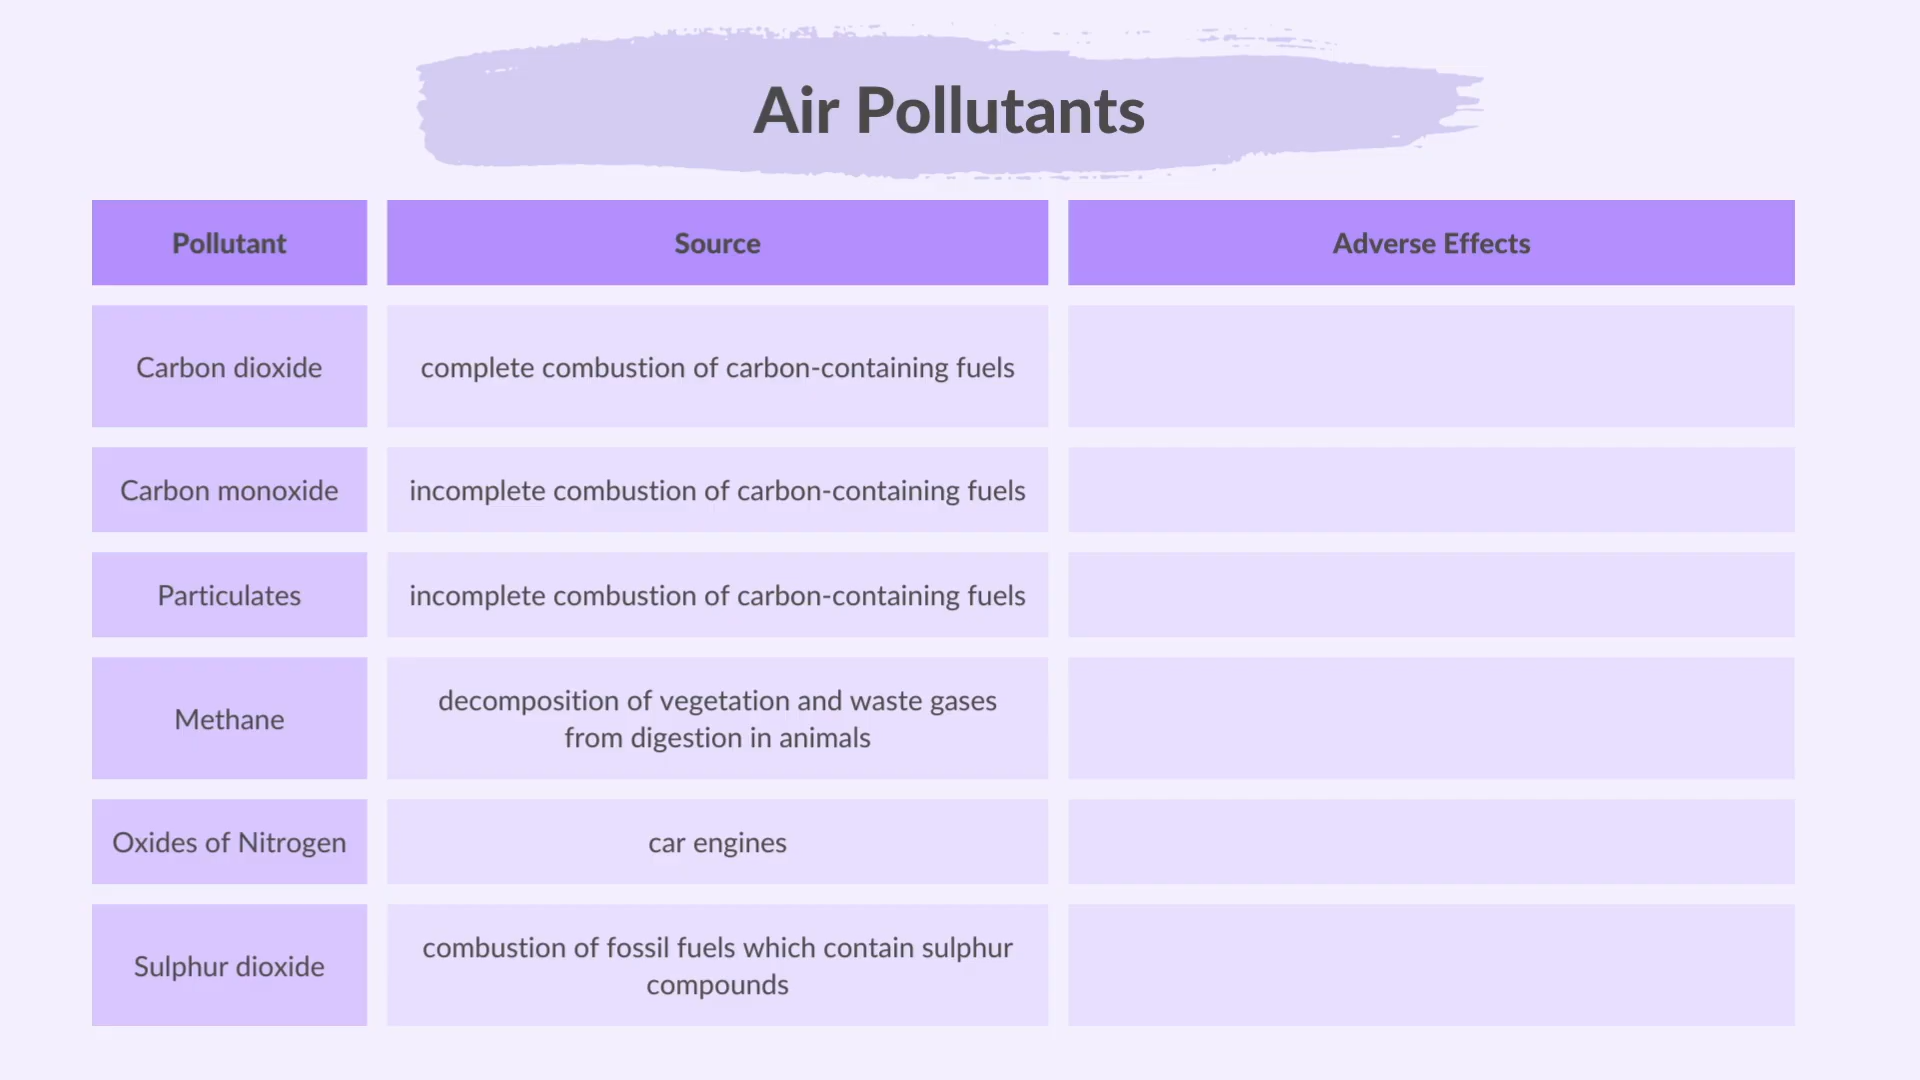 Air Pollutants
Pollutant
Source
Adverse Effects
Carbon dioxide
complete combustion of carbon-containing fuels
Carbon monoxide
incomplete combustion of carbon-containing fuels
Particulates
incomplete combustion of carbon-containing fuels
Methane
decomposition of vegetation and waste gases
from digestion in animals
Oxides of Nitrogen
car engines
Sulphur dioxide
combustion of fossil fuels which contain sulphur
compounds